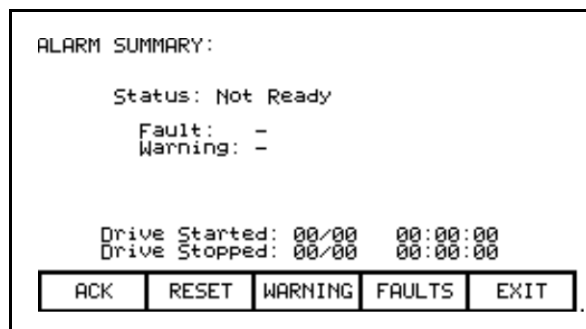 ALARM SUMMARY:
Status: Not Ready
Fault: -
Warning: -
Drive Started: 00/00 00:00:00
Drive Stopped: 00/00 00:00:00
ACK RESET WARNING FAULTS EXIT
.